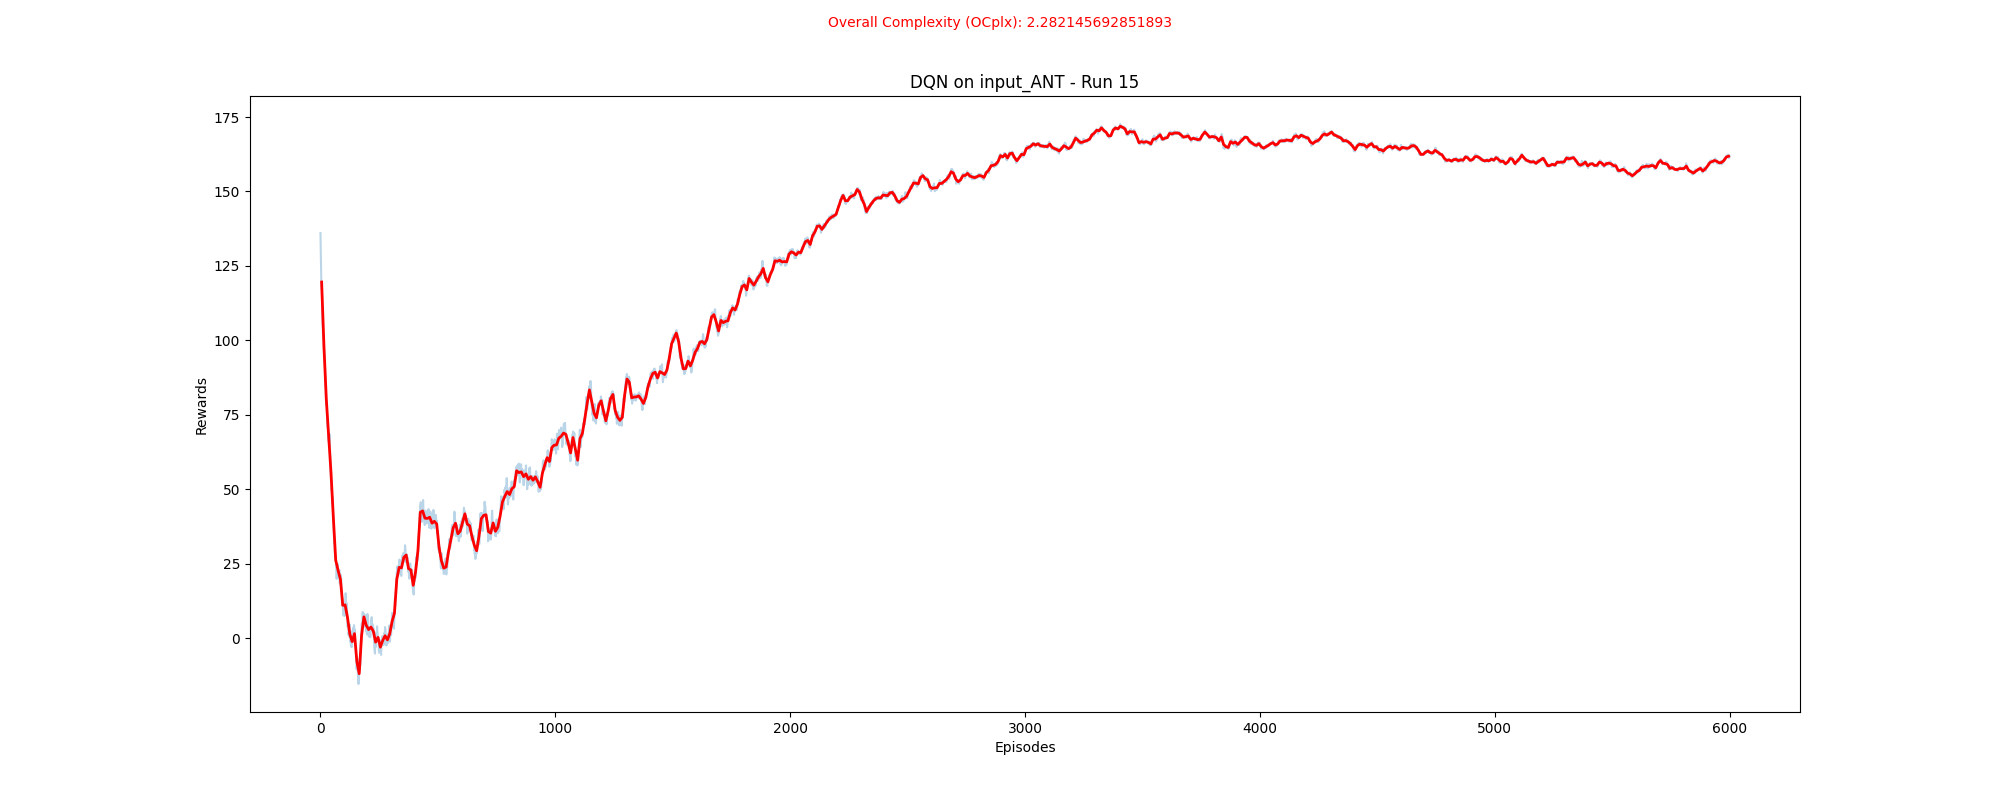 Overall Complexity (OCplx): 2.282145692851893
DQN on input_ANT - Run 15
175
150
125
100
75
50
25
0
Rewards
0 1000 2000 3000 4000 5000 6000
Episodes